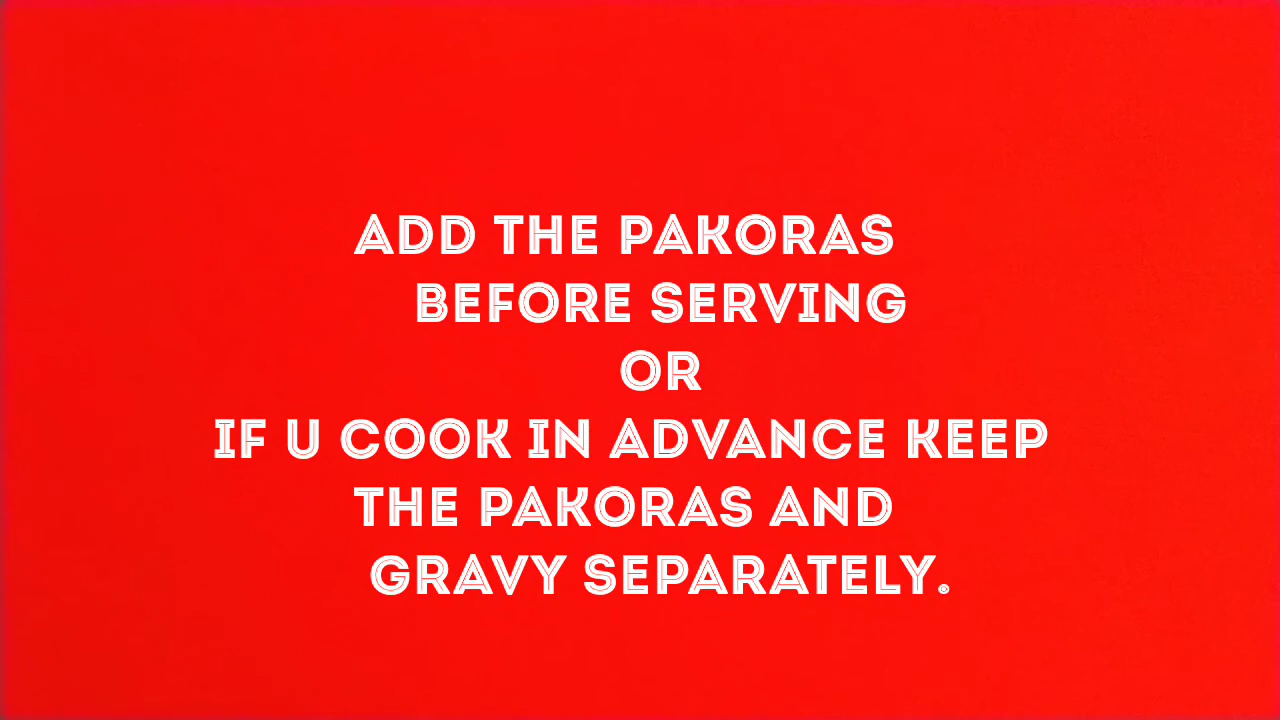 ADD THE PAKORAS
BEFORE SERVING
OR
IF U COOK IN ADVANCE KEEP
THE PAKORAS AND
GRAVY SEPARATELY.